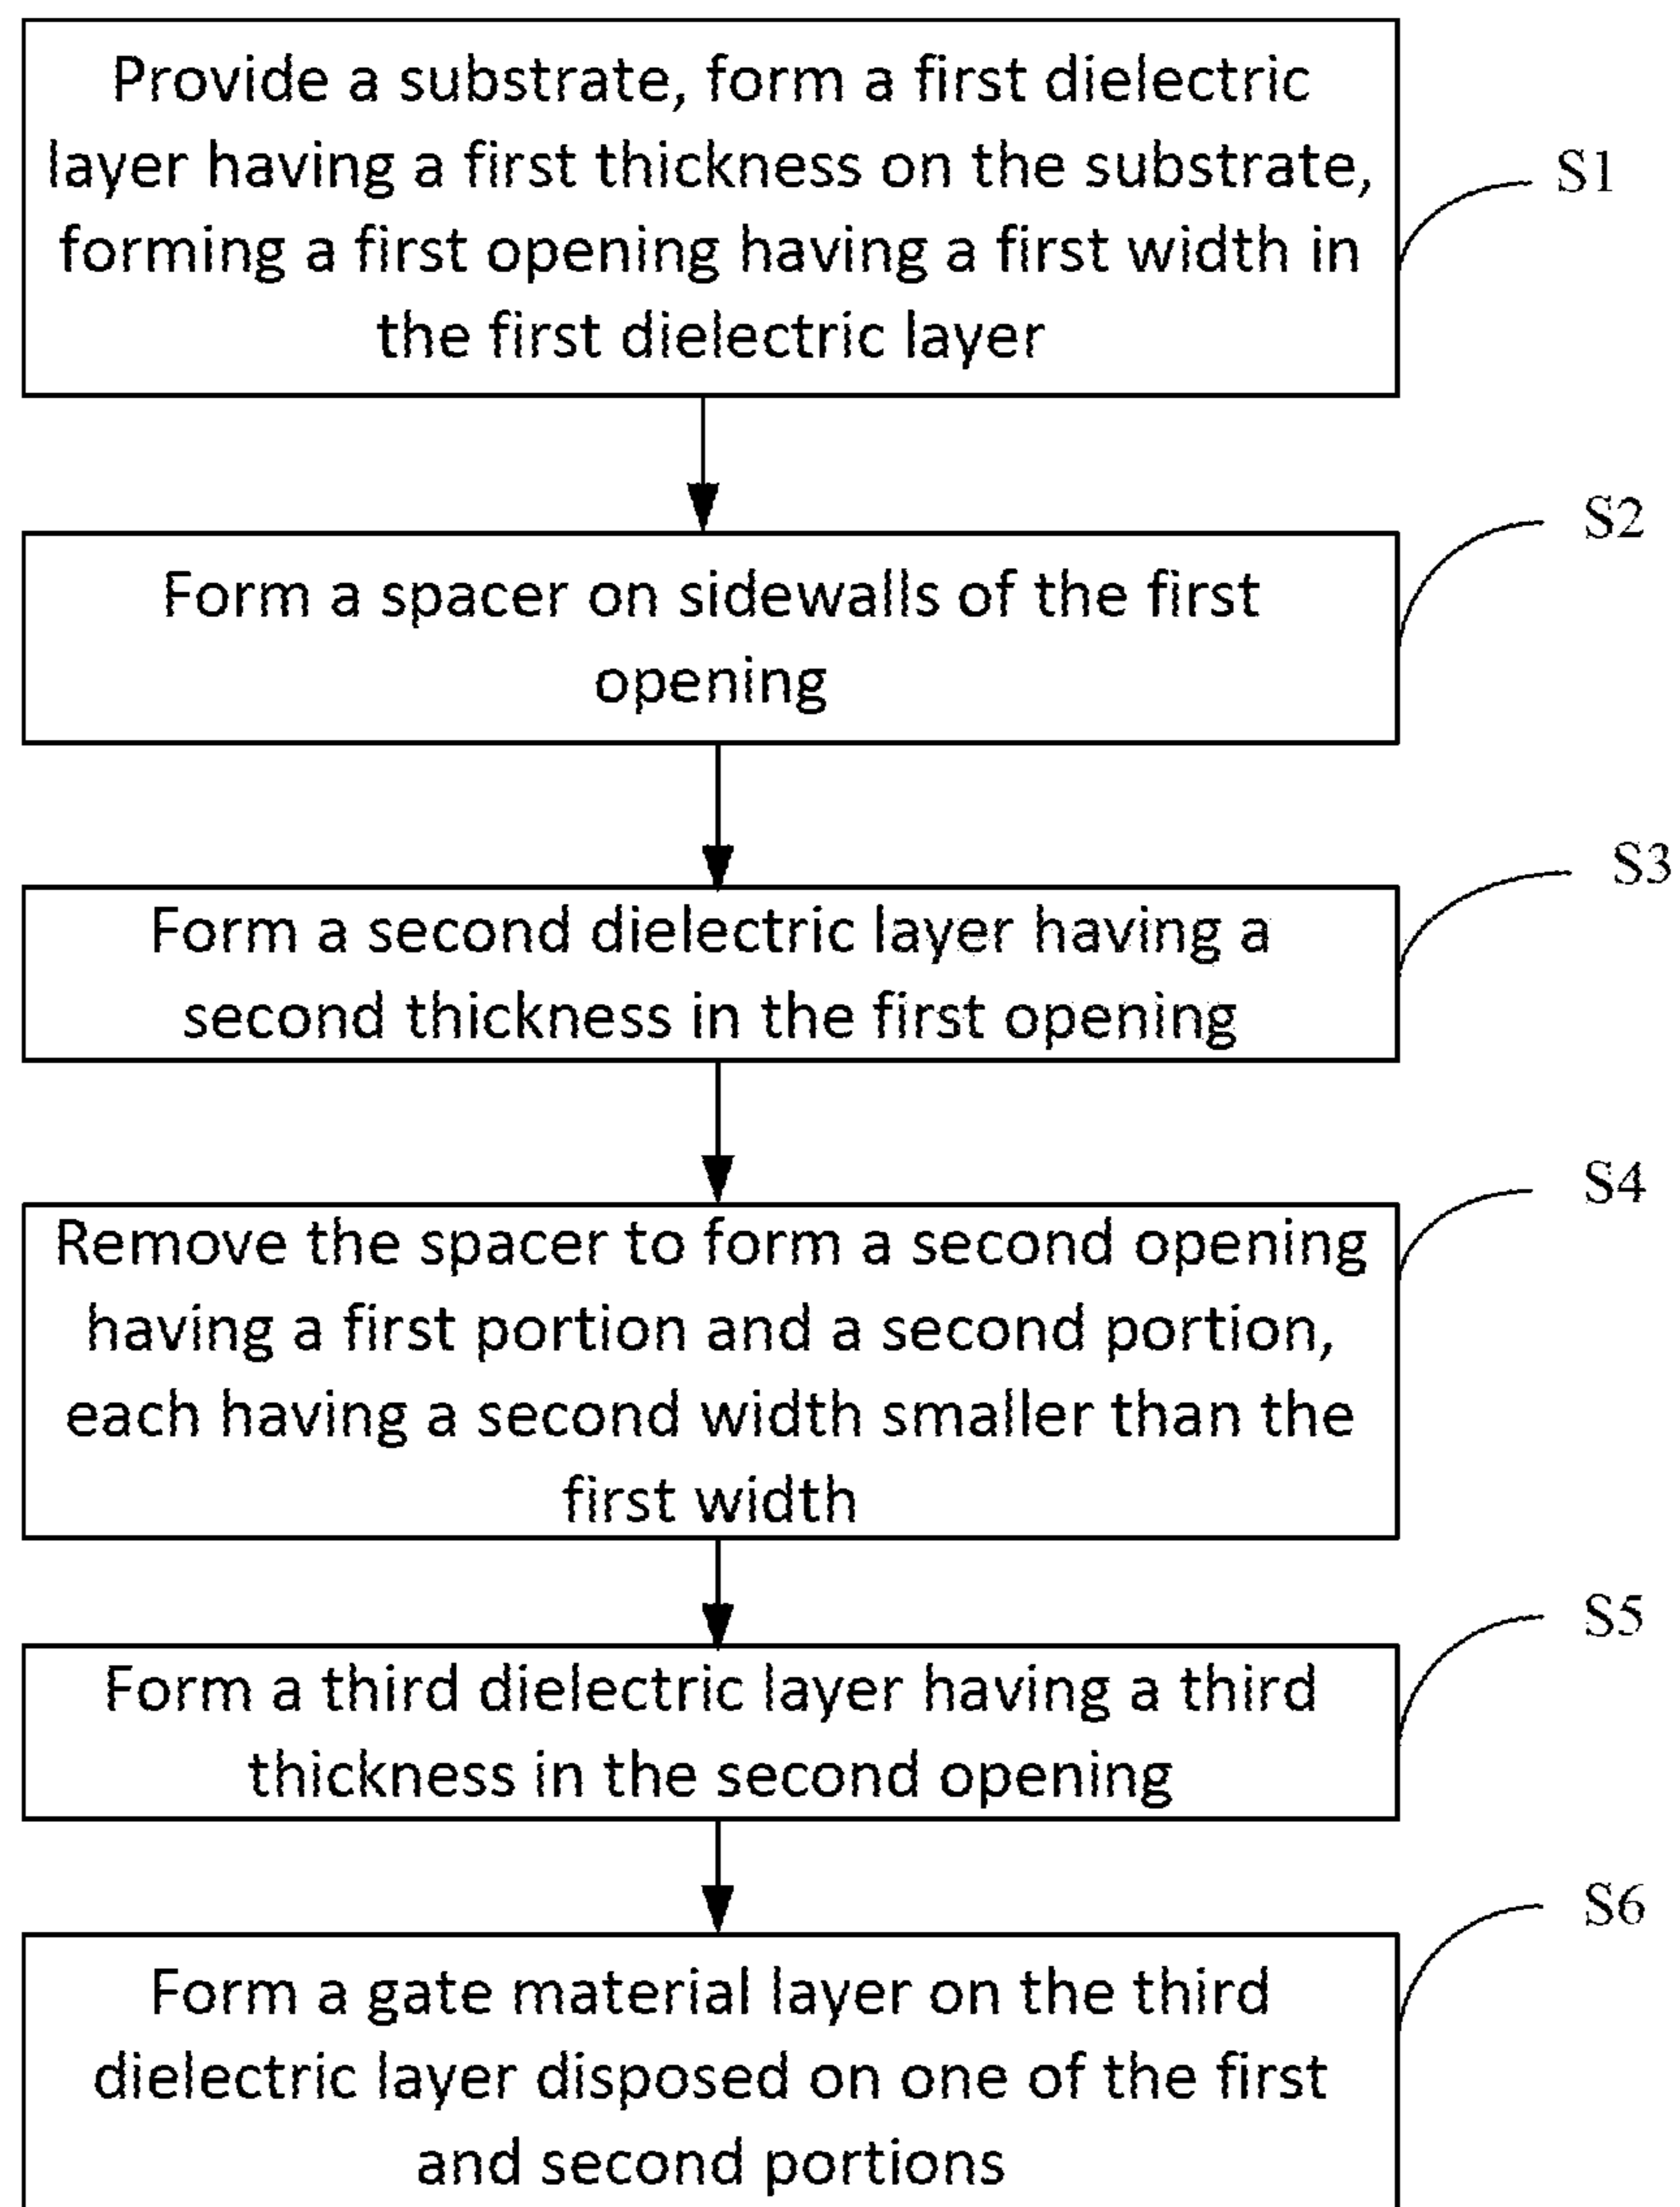 Provide a substrate, form a first dielectric
layer having a first thickness on the substrate,
forming a first opening having a first width in
the first dielectric layer
S1
Form a spacer on sidewalls of the first
opening
S2
Form a second dielectric layer having a
second thickness in the first opening
S3
Remove the spacer to form a second opening
having a first portion and a second portion,
each having a second width smaller than the
first width
S4
Form a third dielectric layer having a third
thickness in the second opening
S5
Form a gate material layer on the third
dielectric layer disposed on one of the first
and second portions
S6